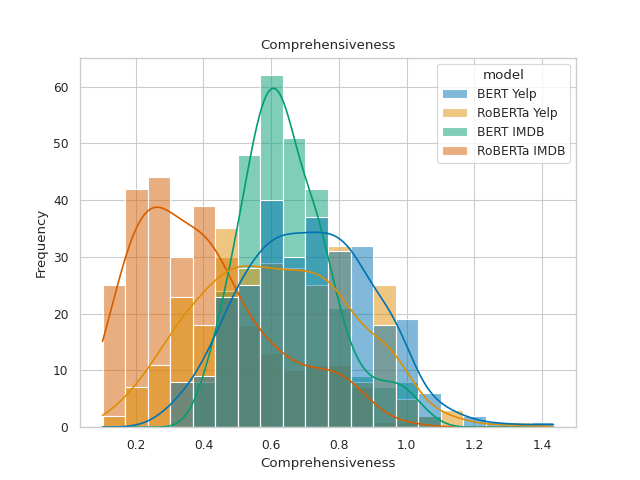 Comprehensiveness
model
BERT Yelp
RoBERTa Yelp
BERT IMDB
RoBERTa IMDB
Frequency
60
50
40
30
20
10
0
0.2 0.4 0.6 0.8 1.0 1.2 1.4
Comprehensiveness